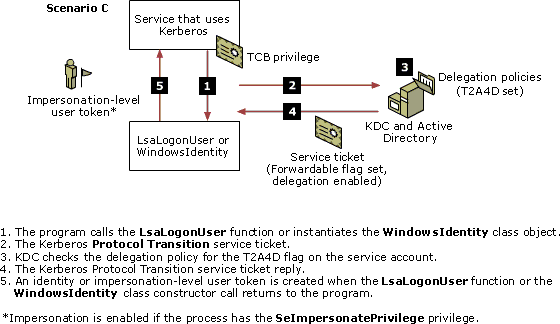 Scenario C
Service that uses
Kerberos
TCB privilege
3
Delegation policies
(T2A4D set)
5
1
2
Impersonation-level
user token*
4
KDC and Active
Directory
LsaLogonUser or
WindowsIdentity
Service ticket
(Forwardable flag set,
delegation enabled)
1. The program calls the LsaLogonUser function or instantiates the WindowsIdentity class object.
2. The Kerberos Protocol Transition service ticket.
3. KDC checks the delegation policy for the T2A4D flag on the service account.
4. The Kerberos Protocol Transition service ticket reply.
5. An identity or impersonation-level user token is created when the LsaLogonUser function or the
WindowsIdentity class constructor call returns to the program.
*Impersonation is enabled if the process has the SeImpersonatePrivilege privilege.